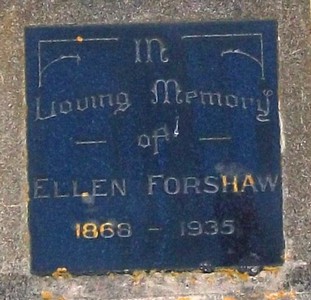 In
Loving Memory
— of —
ELLEN FORSHAW
1868 – 1935